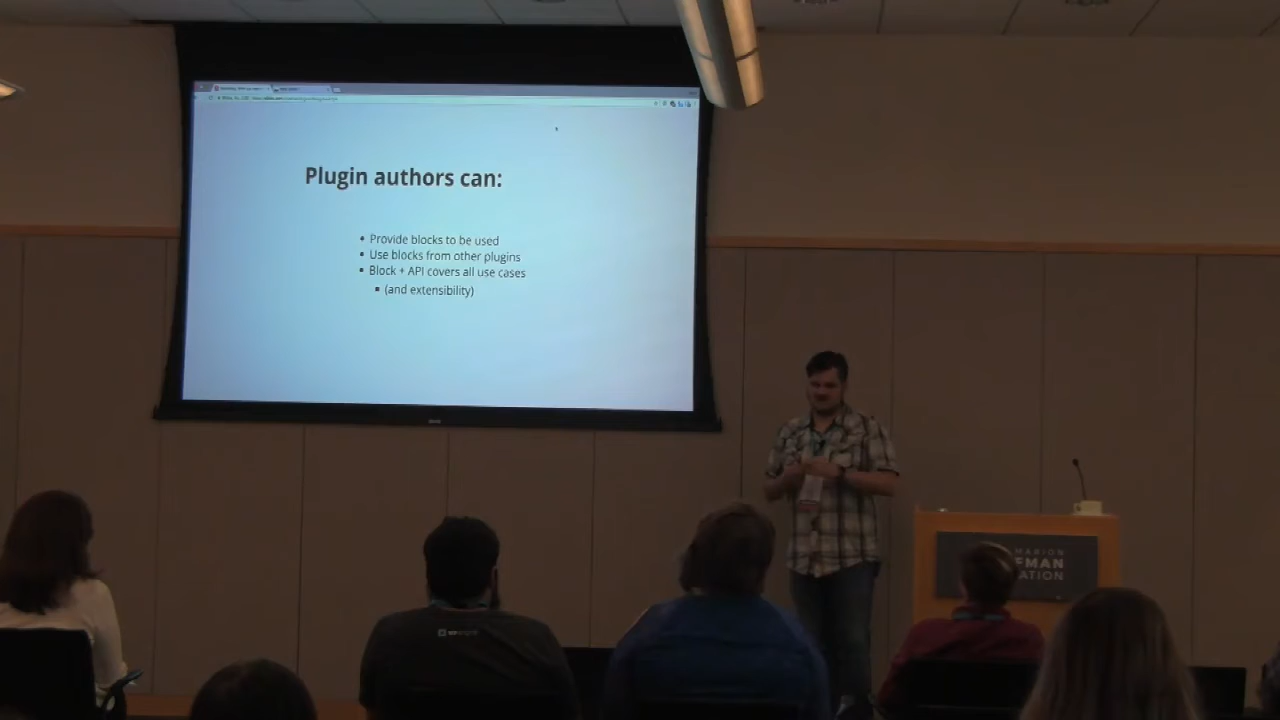 Plugin authors can:
• Provide blocks to be used
• Use blocks from other plugins
• Block + API covers all use cases
▪ (and extensibility)
MARION